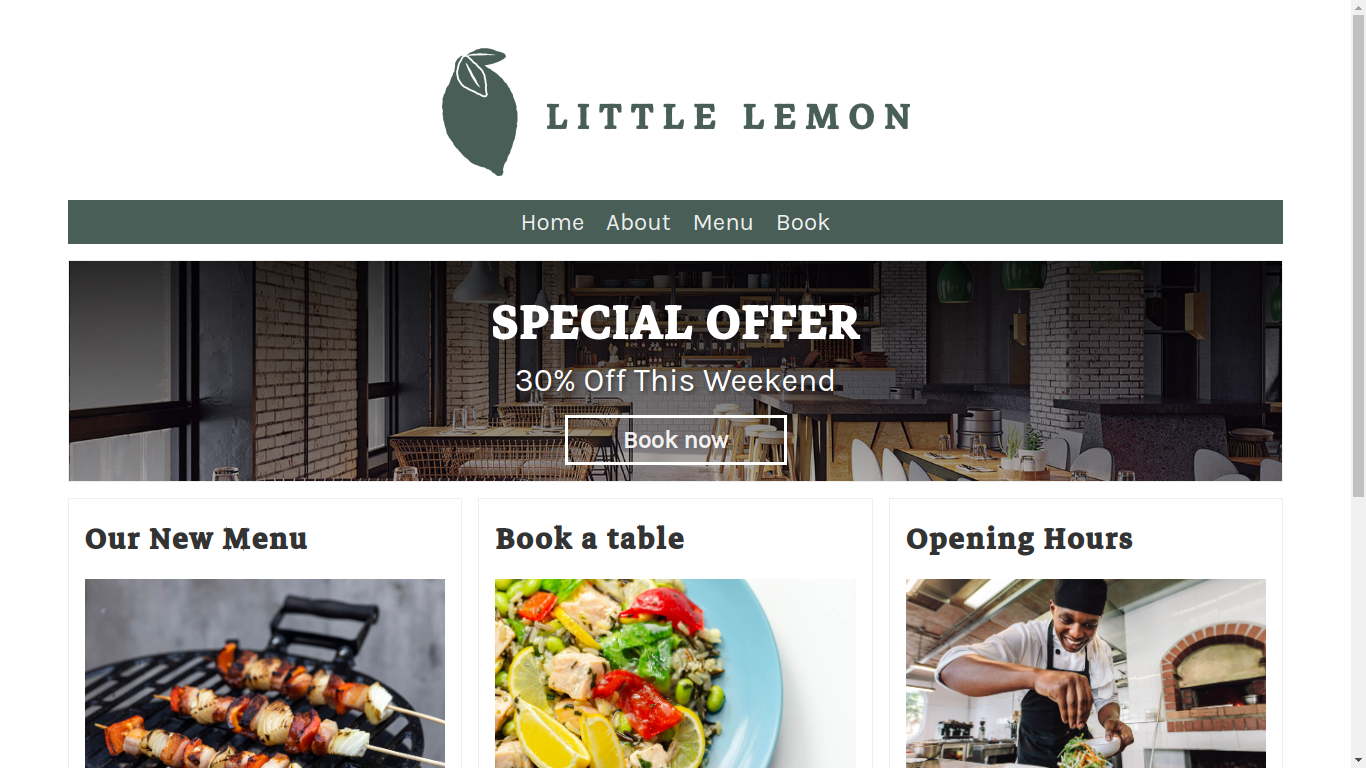 LITTLE LEMON
Home About Menu Book
SPECIAL OFFER
30% Off This Weekend
Book now
Our New Menu
Book a table
Opening Hours